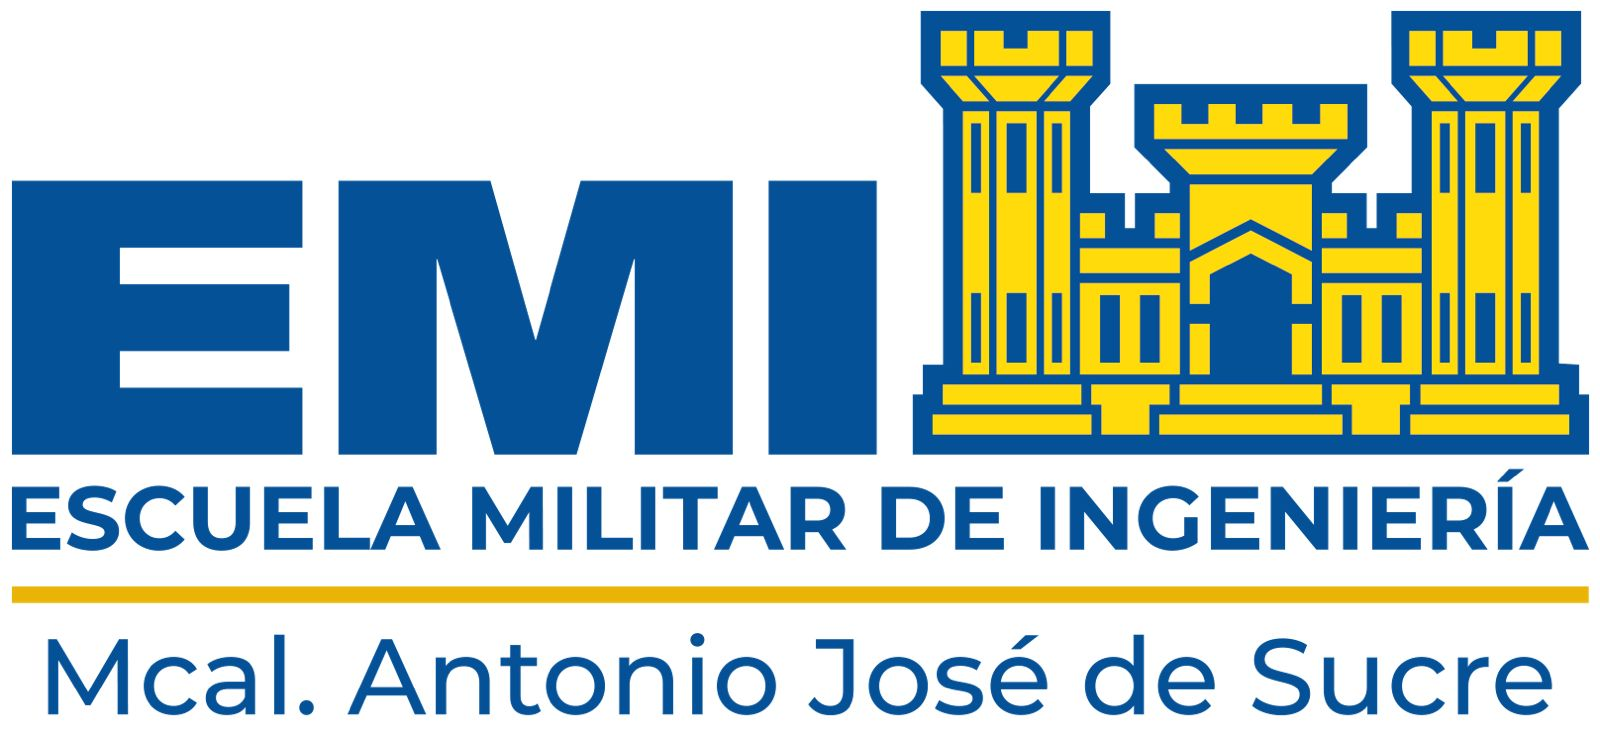 EMI
ESCUELA MILITAR DE INGENIERÍA
Mcal. Antonio José de Sucre